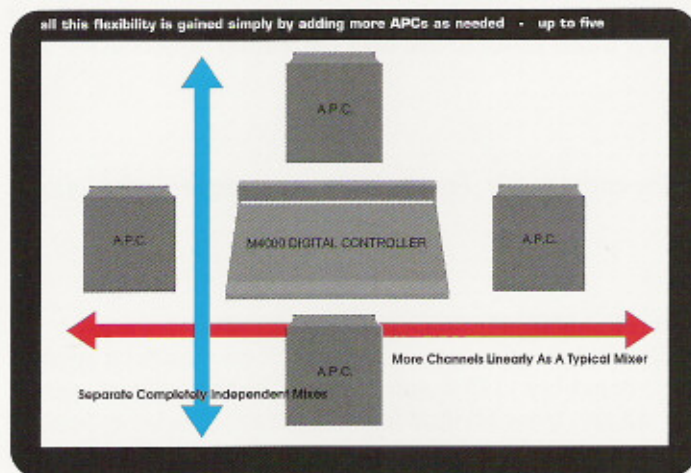 all this flexibility is gained simply by adding more APCs as needed - up to five
A.P.C.
A.P.C.
M4000 DIGITAL CONTROLLER
A.P.C.
More Channels Linearly As A Typical Mixer
A.P.C.
Separate Completely Independent Mixes